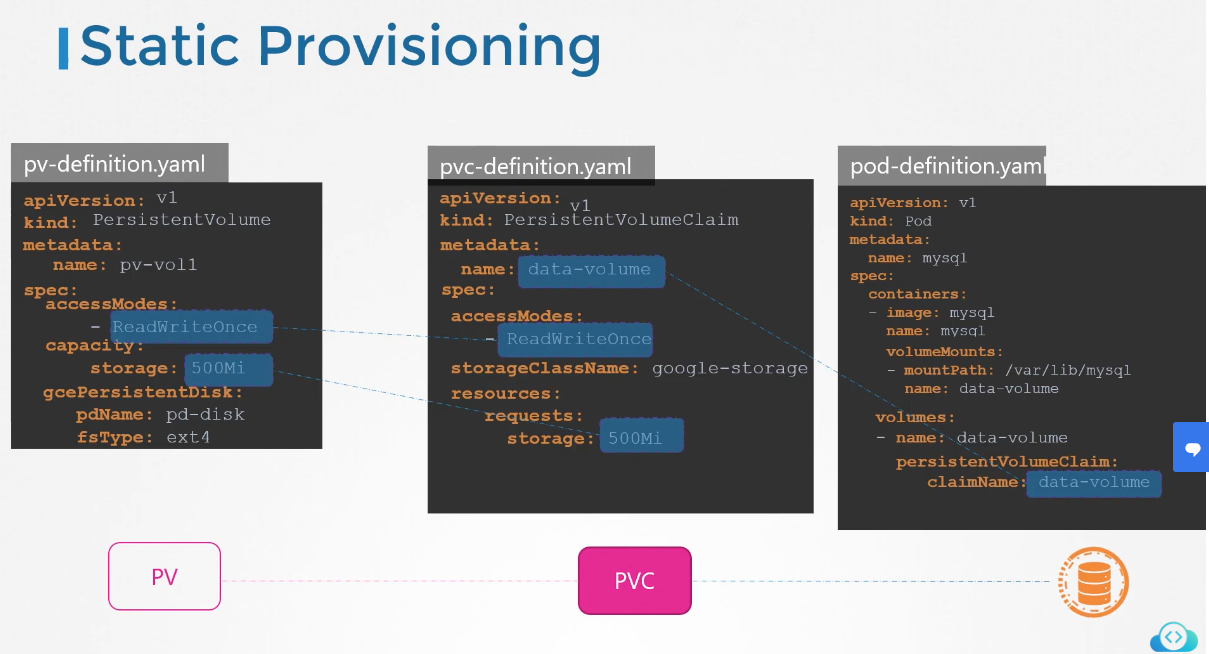 Static Provisioning
pv-definition.yaml
apiVersion: v1
kind: PersistentVolume
metadata:
name: pv-vol1
spec:
accessModes:
- ReadWriteOnce
capacity:
storage: 500Mi
gcePersistentDisk:
pdName: pd-disk
fsType: ext4
pvc-definition.yaml
apiVersion: v1
kind: PersistentVolumeClaim
metadata:
name: data-volume
spec:
accessModes:
- ReadWriteOnce
storageClassName: google-storage
resources:
requests:
storage: 500Mi
pod-definition.yaml
apiVersion: v1
kind: Pod
metadata:
name: mysql
spec:
containers:
- image: mysql
name: mysql
volumeMounts:
- mountPath: /var/lib/mysql
name: data-volume
volumes:
- name: data-volume
persistentVolumeClaim:
claimName: data-volume
PV
PVC